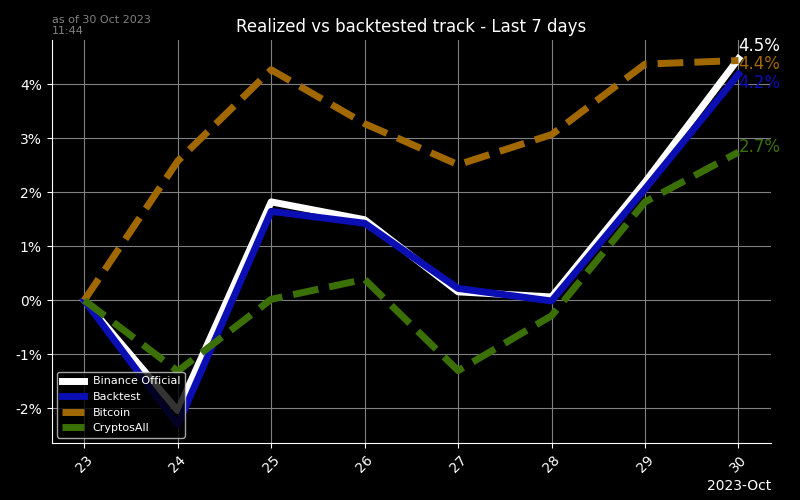 as of 30 Oct 2023
11:44
Realized vs backtested track - Last 7 days
4.5%
4.4%
4.2%
2.7%
4%
3%
2%
1%
0%
-1%
-2%
Binance Official
Backtest
Bitcoin
CryptosAll
23
24
25
26
27
28
29
30
2023-Oct